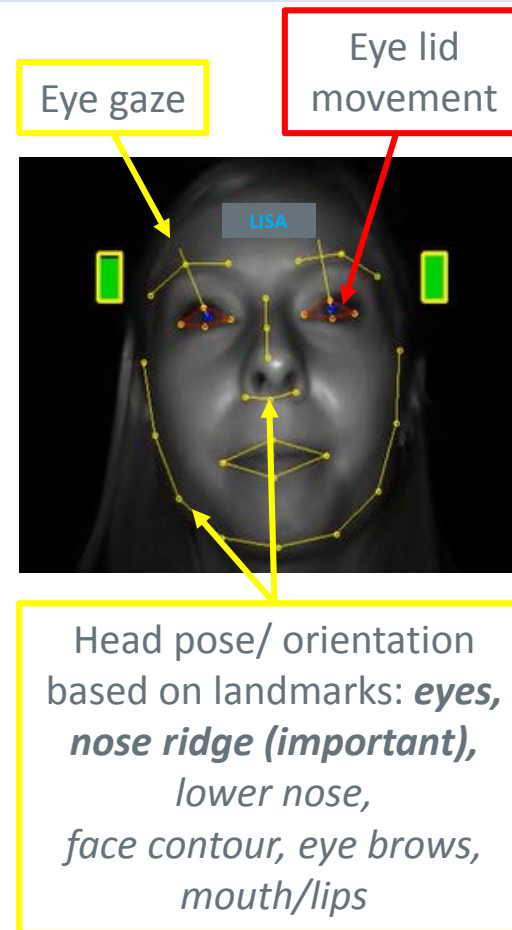 Eye gaze
Eye lid
movement
LISA
Head pose/ orientation
based on landmarks: eyes,
nose ridge (important),
lower nose,
face contour, eye brows,
mouth/lips